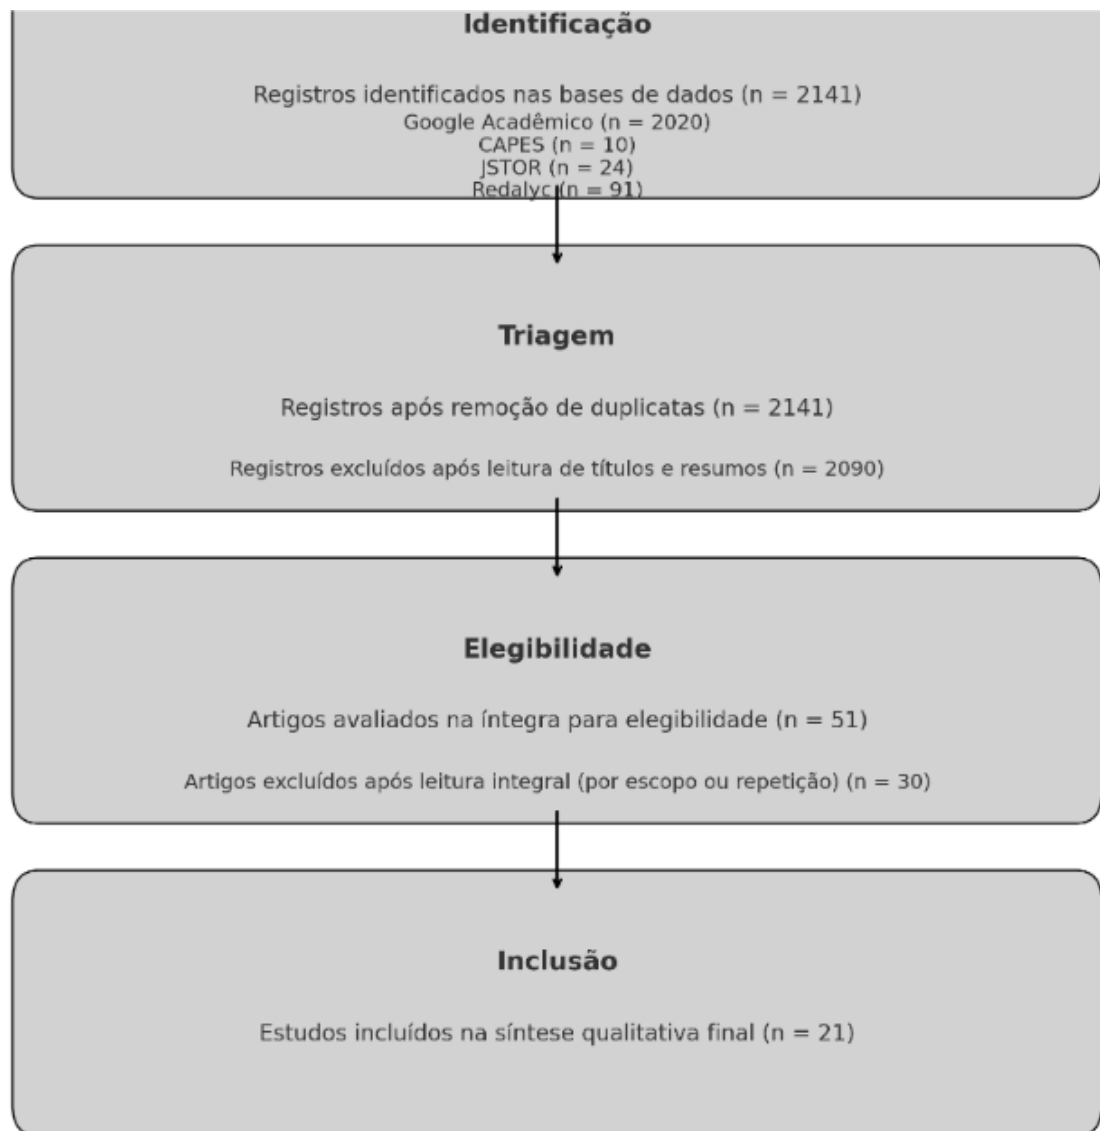 Identificação
Registros identificados nas bases de dados (n = 2141)
Google Acadêmico (n = 2020)
CAPES (n = 10)
JSTOR (n = 24)
Redalyc (n = 91)
Triagem
Registros após remoção de duplicatas (n = 2141)
Registros excluídos após leitura de títulos e resumos (n = 2090)
Elegibilidade
Artigos avaliados na íntegra para elegibilidade (n = 51)
Artigos excluídos após leitura integral (por escopo ou repetição) (n = 30)
Inclusão
Estudos incluídos na síntese qualitativa final (n = 21)